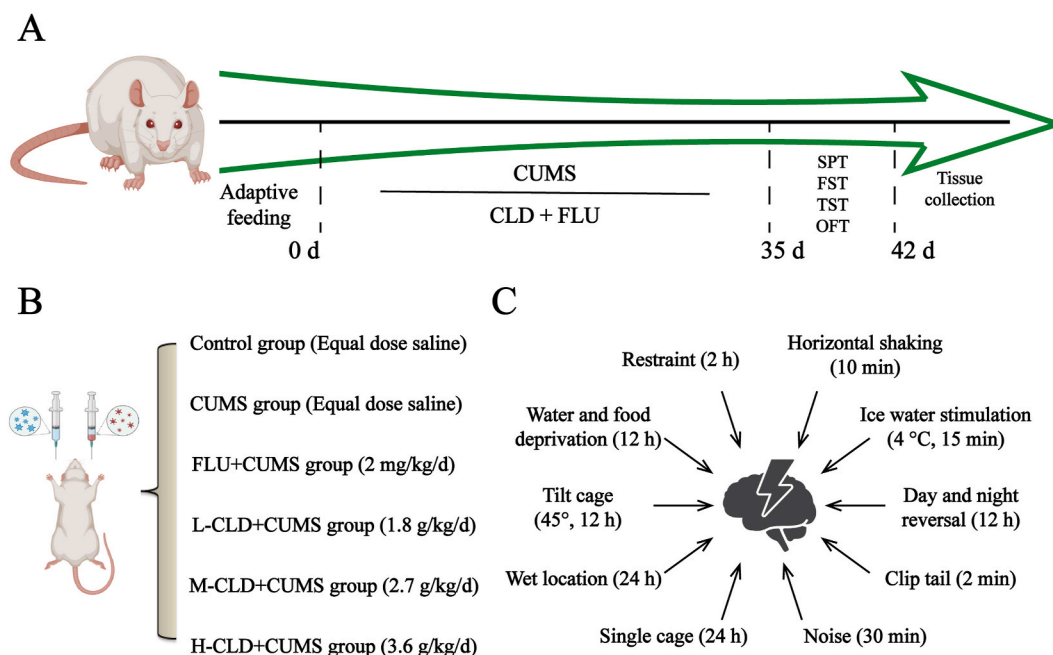 A
Adaptive
feeding
0 d
CUMS
CLD + FLU
35 d
SPT
FST
TST
OFT
42 d
Tissue
collection
B
Control group (Equal dose saline)
CUMS group (Equal dose saline)
FLU+CUMS group (2 mg/kg/d)
L-CLD+CUMS group (1.8 g/kg/d)
M-CLD+CUMS group (2.7 g/kg/d)
H-CLD+CUMS group (3.6 g/kg/d)
C
Restraint (2 h)
Horizontal shaking
(10 min)
Water and food
deprivation (12 h)
Ice water stimulation
(4 °C, 15 min)
Tilt cage
(45°, 12 h)
Day and night
reversal (12 h)
Wet location (24 h)
Clip tail (2 min)
Single cage (24 h)
Noise (30 min)